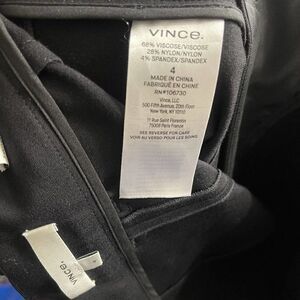 VINCE.
68% VISCOSE/VISCOSE
28% NYLON/NYLON
4% SPANDEX/SPANDEX
4
MADE IN CHINA
FABRIQUÉ EN CHINE
RN#106730
Vince, LLC
500 Fifth Avenue, 20th Floor
New York, NY 10110
11 Rue Saint Florentin
75008 Paris France
SEE REVERSE FOR CARE
VOIR AU VERSO POUR LES SOINS
VINCE.